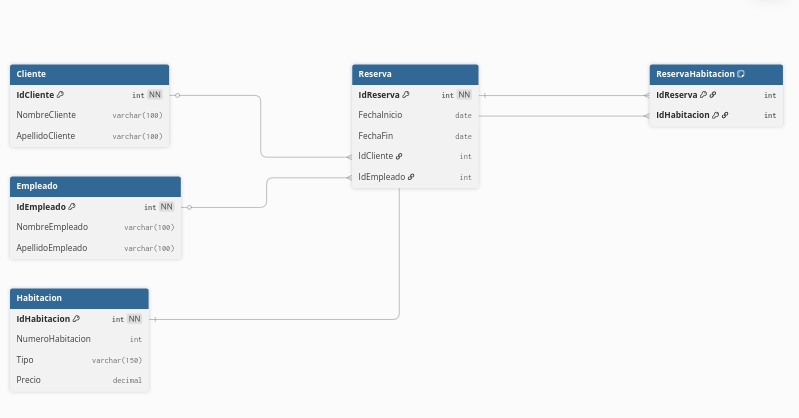 Cliente
IdCliente int NN
NombreCliente varchar(100)
ApellidoCliente varchar(100)
Empleado
IdEmpleado int NN
NombreEmpleado varchar(100)
ApellidoEmpleado varchar(100)
Habitacion
IdHabitacion int NN
NumeroHabitacion int
Tipo varchar(150)
Precio decimal
Reserva
IdReserva int NN
FechaInicio date
FechaFin date
IdCliente int
IdEmpleado int
ReservaHabitacion
IdReserva int
IdHabitacion int